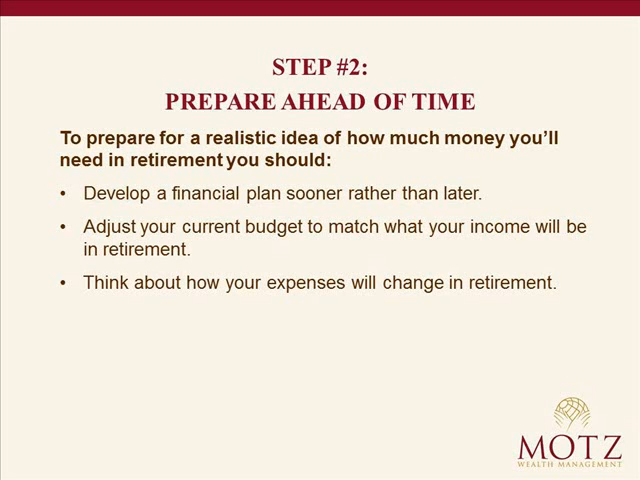 STEP #2:
PREPARE AHEAD OF TIME
To prepare for a realistic idea of how much money you’ll
need in retirement you should:
• Develop a financial plan sooner rather than later.
• Adjust your current budget to match what your income will be
in retirement.
• Think about how your expenses will change in retirement.
MOTZ
WEALTH MANAGEMENT